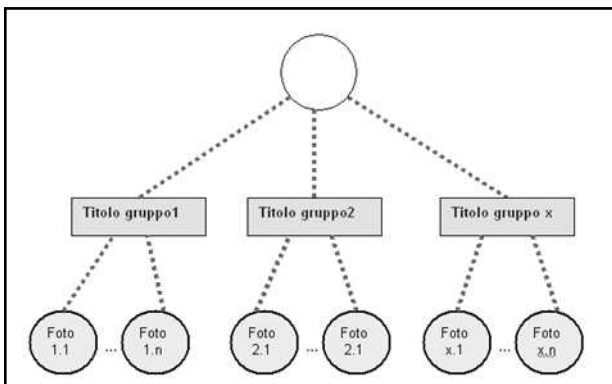 Titolo gruppo1
Titolo gruppo2
Titolo gruppo x
Foto
1.1
...
Foto
1.n
Foto
2.1
...
Foto
2.1
Foto
x.1
...
Foto
x.n